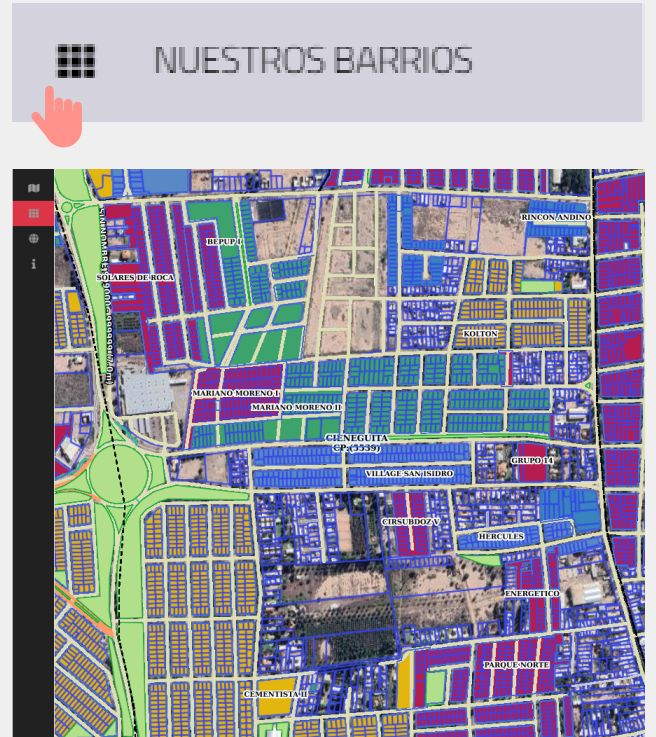 NUESTROS BARRIOS
RINCON ANDINO
BEPUP I
SOLARES DE ROCA
KOLTON
MARIANO MORENO I
MARIANO MORENO II
CIENEGUITA
CP:(5539)
GRUPO 14
VILLAGE SAN ISIDRO
CIRSUBDOZ V
HERCULES
ENERGETICO
PARQUE NORTE
CEMENTISTA II